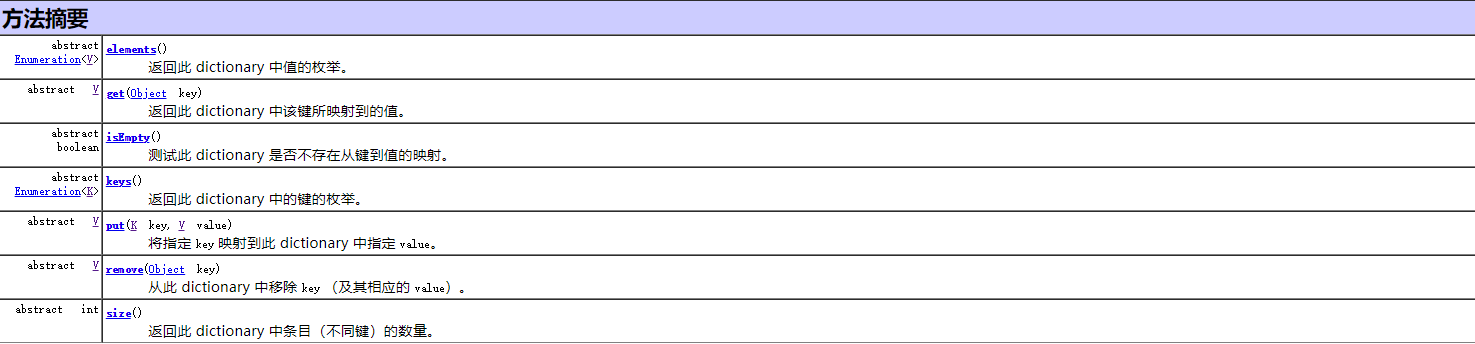 方法摘要
abstract elements()
Enumeration<V>
返回此 dictionary 中值的枚举。
abstract V get(Object key)
返回此 dictionary 中该键所映射到的值。
abstract isEmpty()
boolean
测试此 dictionary 是否不存在从键到值的映射。
abstract keys()
Enumeration<K>
返回此 dictionary 中的键的枚举。
abstract V put(K key, V value)
将指定 key 映射到此 dictionary 中指定 value。
abstract V remove(Object key)
从此 dictionary 中移除 key （及其相应的 value）。
abstract int size()
返回此 dictionary 中条目（不同键）的数量。